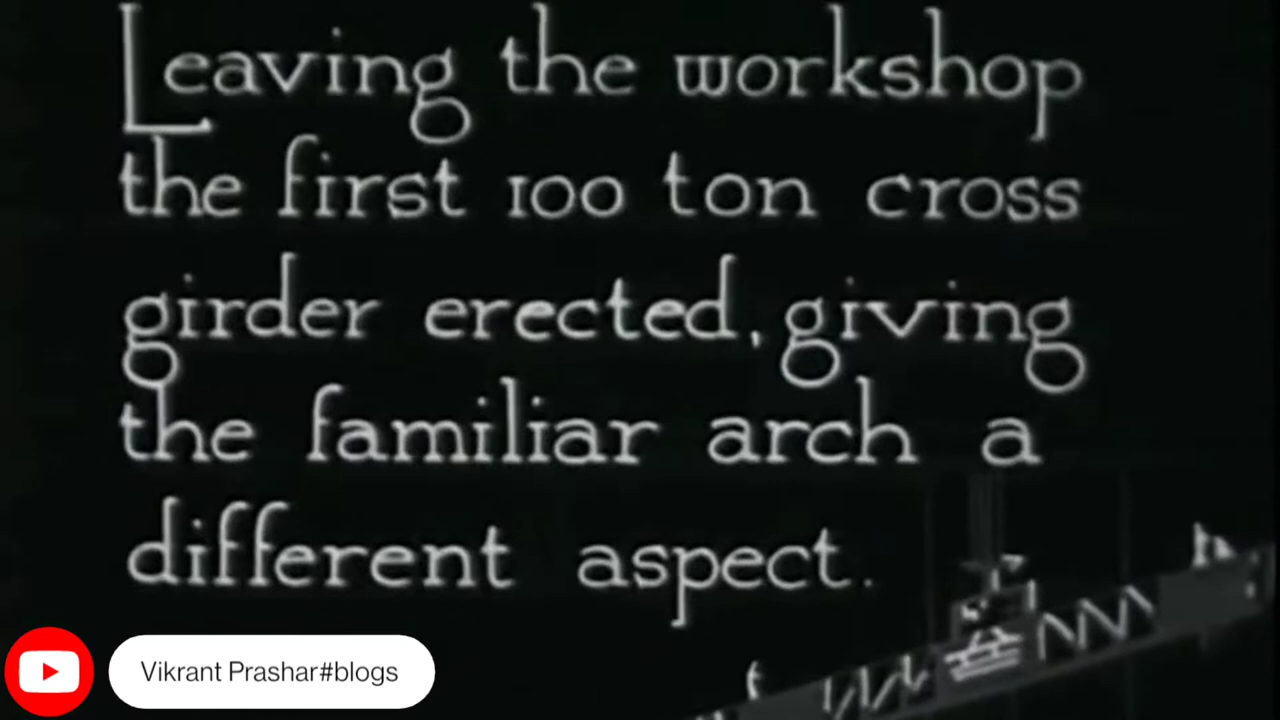 Leaving the workshop
the first 100 ton cross
girder erected, giving
the familiar arch a
different aspect.
Vikrant Prashar#blogs